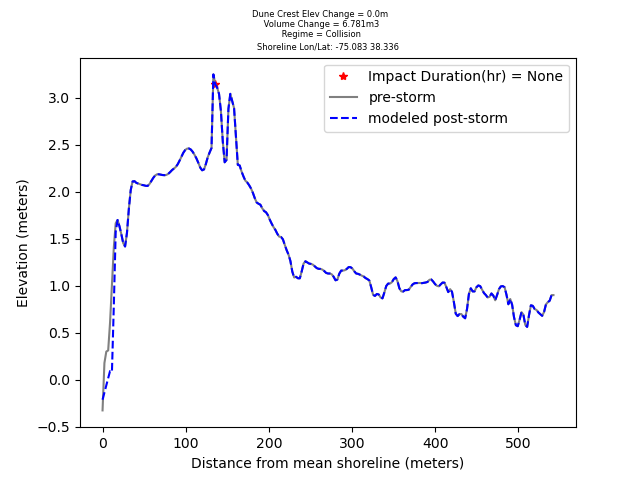 Dune Crest Elev Change = 0.0m
Volume Change = 6.781m3
Regime = Collision
Shoreline Lon/Lat: -75.083 38.336
Impact Duration(hr) = None
pre-storm
modeled post-storm
Elevation (meters)
3.0
2.5
2.0
1.5
1.0
0.5
0.0
−0.5
0 100 200 300 400 500
Distance from mean shoreline (meters)